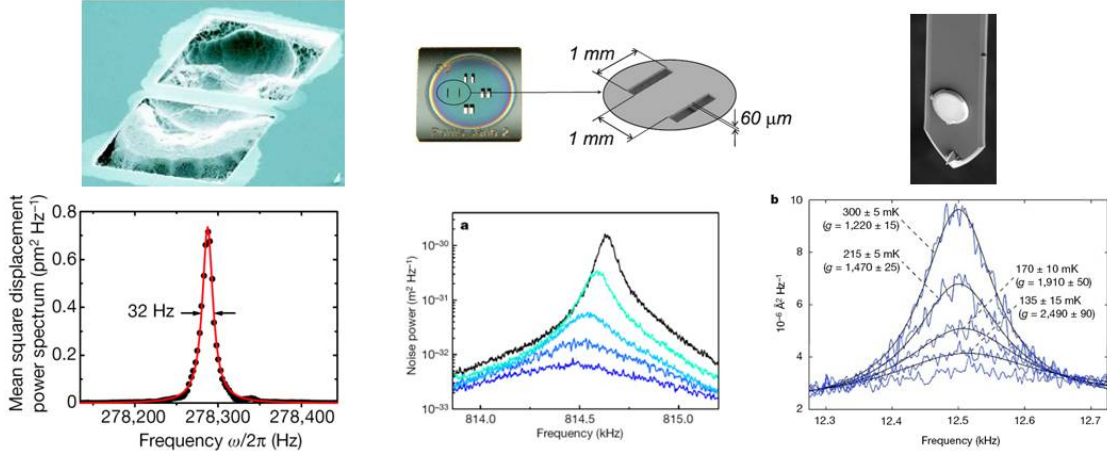 1 mm
1 mm
60 μm
Mean square displacement
power spectrum (pm² Hz⁻¹)
0.8
0.6
0.4
0.2
0
32 Hz
278,200
278,300
278,400
Frequency ω/2π (Hz)
a
Noise power (m² Hz⁻¹)
10⁻³⁰
10⁻³¹
10⁻³²
10⁻³³
814.0
814.5
815.0
Frequency (kHz)
b
10⁻⁶ Å² Hz⁻¹
10
8
6
4
2
300 ± 5 mK
(g = 1,220 ± 15)
215 ± 5 mK
(g = 1,470 ± 25)
170 ± 10 mK
(g = 1,910 ± 50)
135 ± 15 mK
(g = 2,490 ± 90)
12.3
12.4
12.5
12.6
12.7
Frequency (kHz)